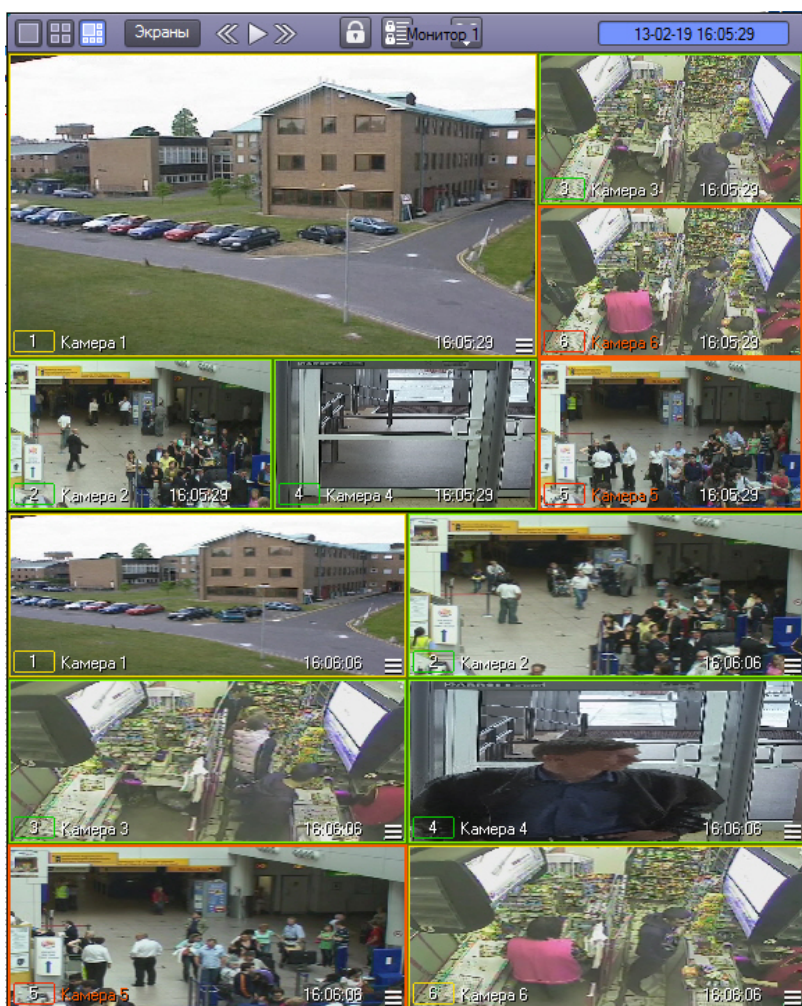 Экраны Монитор 1 13-02-19 16:05:29
3 Камера 3 16:05:29
6 Камера 6 16:05:29
1 Камера 1 16:05:29
2 Камера 2 16:05:29
4 Камера 4 16:05:29
5 Камера 5 16:05:29
1 Камера 1 16:06:06
2 Камера 2 16:06:06
3 Камера 3 16:06:06
4 Камера 4 16:06:06
5 Камера 5 16:06:06
6 Камера 6 16:06:06